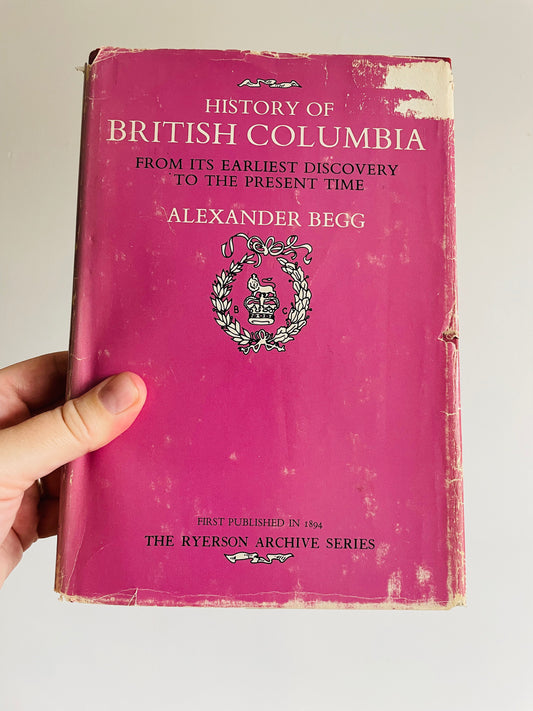 HISTORY OF
BRITISH COLUMBIA
FROM ITS EARLIEST DISCOVERY
TO THE PRESENT TIME
ALEXANDER BEGG
B C
FIRST PUBLISHED IN 1894
THE RYERSON ARCHIVE SERIES